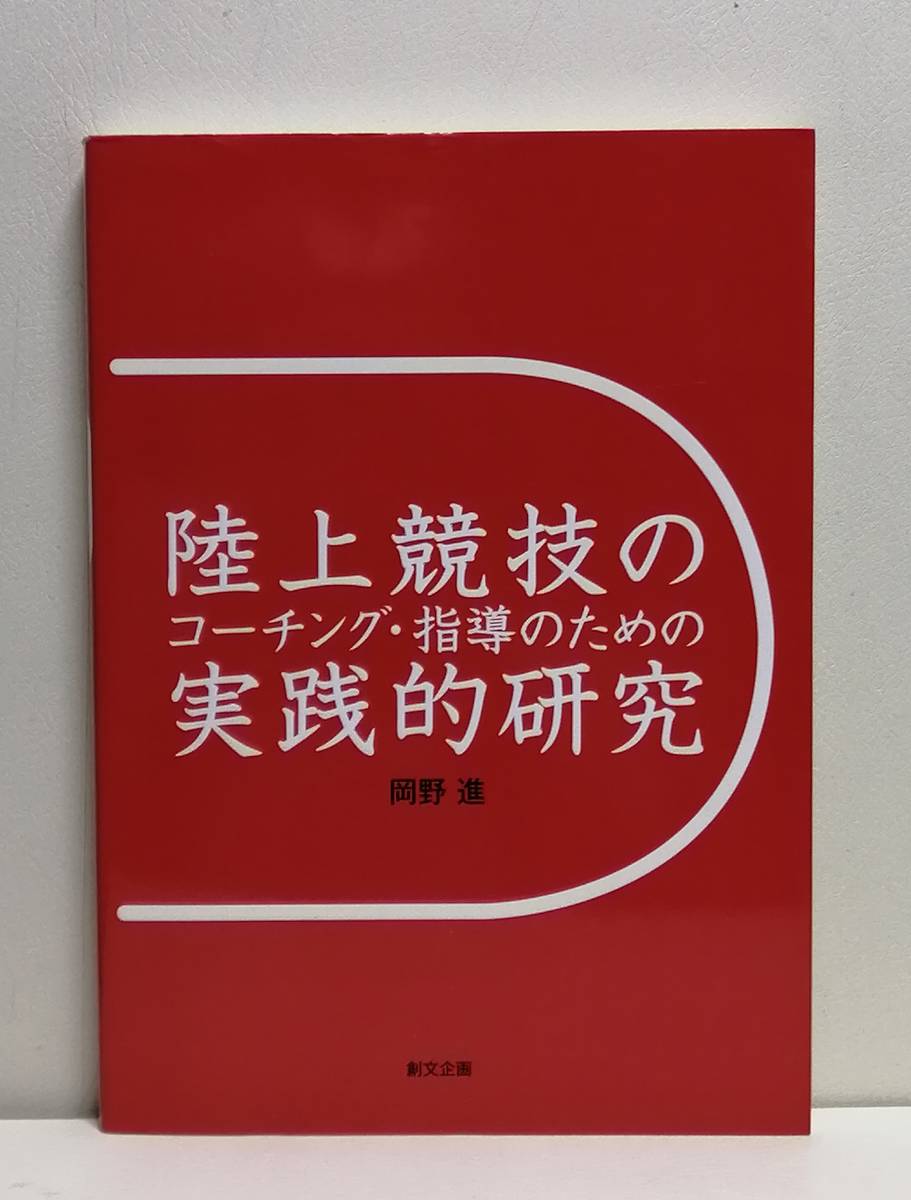 陸上競技の
コーチング・指導のための
実践的研究
岡野 進
創文企画